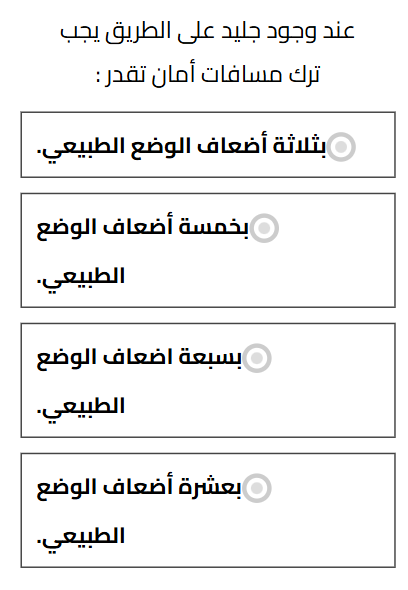 عند وجود جليد على الطريق يجب
ترك مسافات أمان تقدر :
بثلاثة أضعاف الوضع الطبيعي.
بخمسة أضعاف الوضع
الطبيعي.
بسبعة اضعاف الوضع
الطبيعي.
بعشرة أضعاف الوضع
الطبيعي.